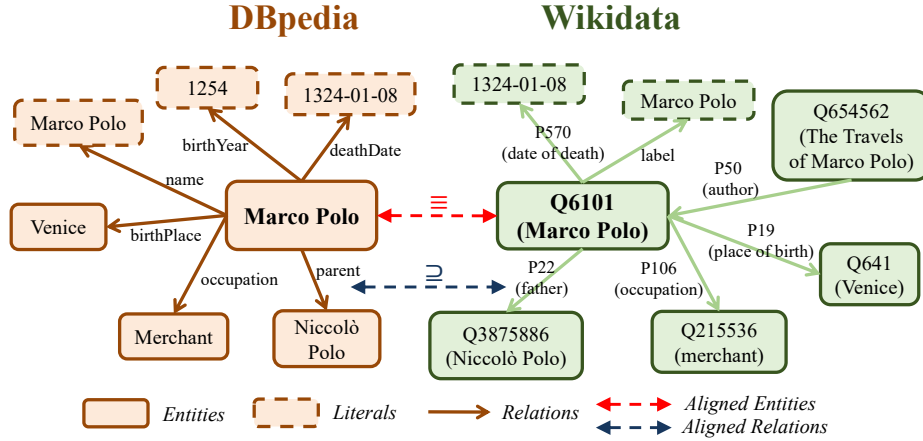 DBpedia
Wikidata
1254
1324-01-08
Marco Polo
birthYear
deathDate
name
Venice
birthPlace
Marco Polo
occupation
parent
Merchant
Niccolò
Polo
1324-01-08
Marco Polo
Q654562
(The Travels
of Marco Polo)
P570
(date of death)
label
P50
(author)
≡
Q6101
(Marco Polo)
P19
(place of birth)
⊇
P22
(father)
P106
(occupation)
Q641
(Venice)
Q3875886
(Niccolò Polo)
Q215536
(merchant)
Entities
Literals
Relations
Aligned Entities
Aligned Relations